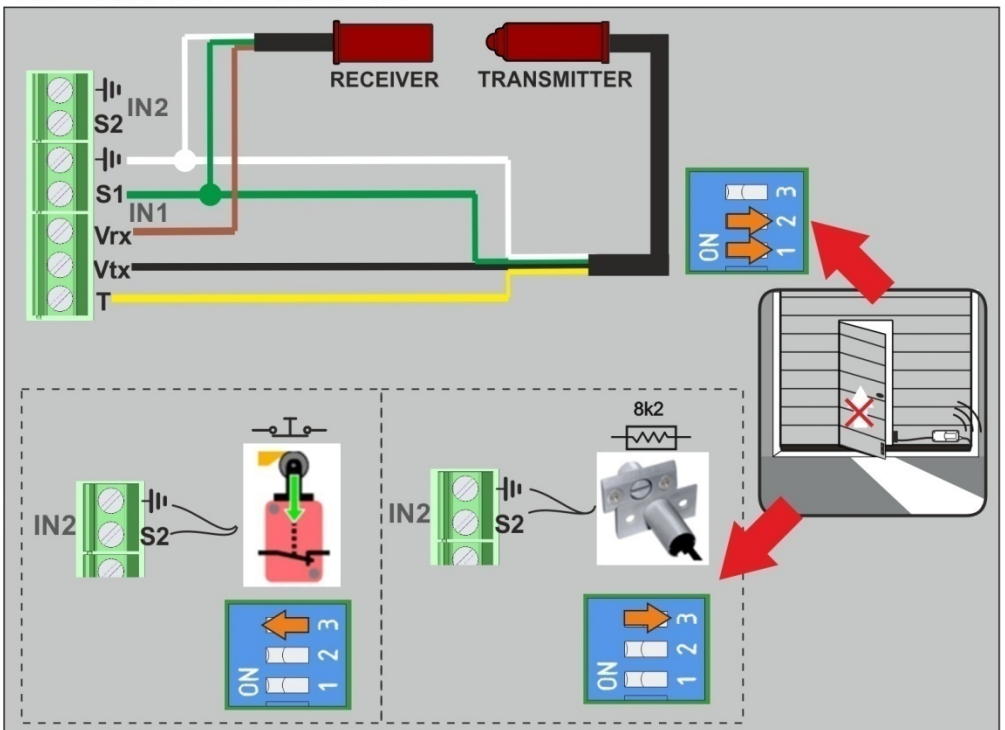 RECEIVER
TRANSMITTER
IN2
S2
S1
IN1
Vrx
Vtx
T
ON
1 2 3
IN2
S2
ON
1 2 3
8k2
IN2
S2
ON
1 2 3